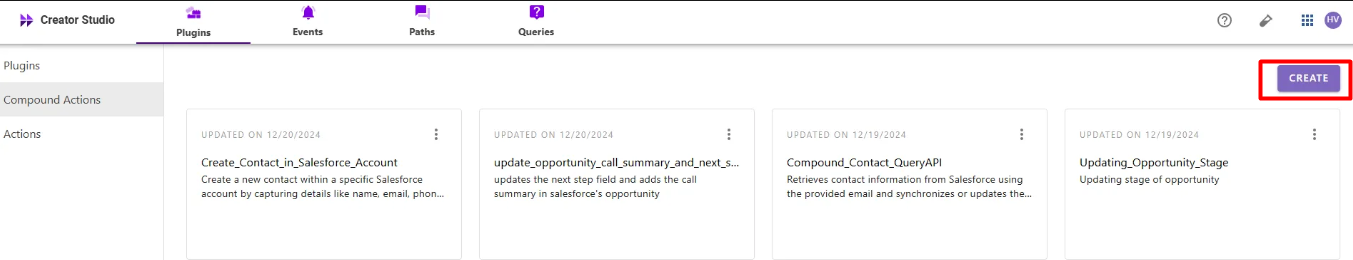 Creator Studio
Plugins
Events
Paths
Queries
HV
Plugins
Compound Actions
Actions
CREATE
UPDATED ON 12/20/2024
Create_Contact_in_Salesforce_Account
Create a new contact within a specific Salesforce
account by capturing details like name, email, phon...
UPDATED ON 12/20/2024
update_opportunity_call_summary_and_next_s...
updates the next step field and adds the call
summary in salesforce's opportunity
UPDATED ON 12/19/2024
Compound_Contact_QueryAPI
Retrieves contact information from Salesforce using
the provided email and synchronizes or updates the...
UPDATED ON 12/19/2024
Updating_Opportunity_Stage
Updating stage of opportunity